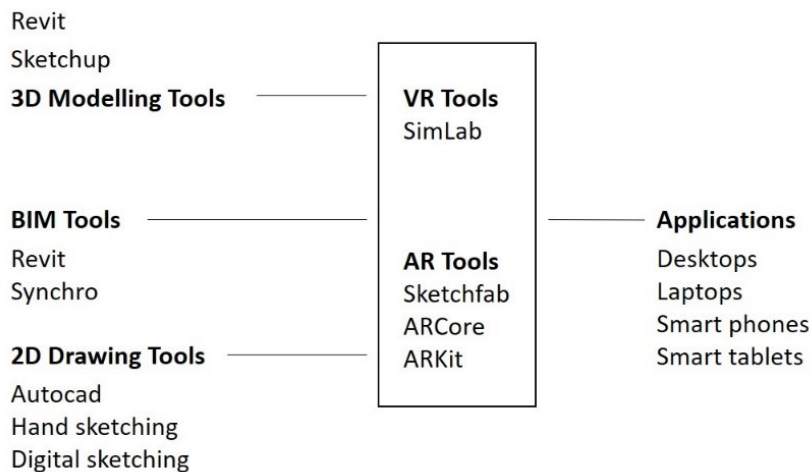 Revit
Sketchup
3D Modelling Tools
BIM Tools
Revit
Synchro
2D Drawing Tools
Autocad
Hand sketching
Digital sketching
VR Tools
SimLab
AR Tools
Sketchfab
ARCore
ARKit
Applications
Desktops
Laptops
Smart phones
Smart tablets